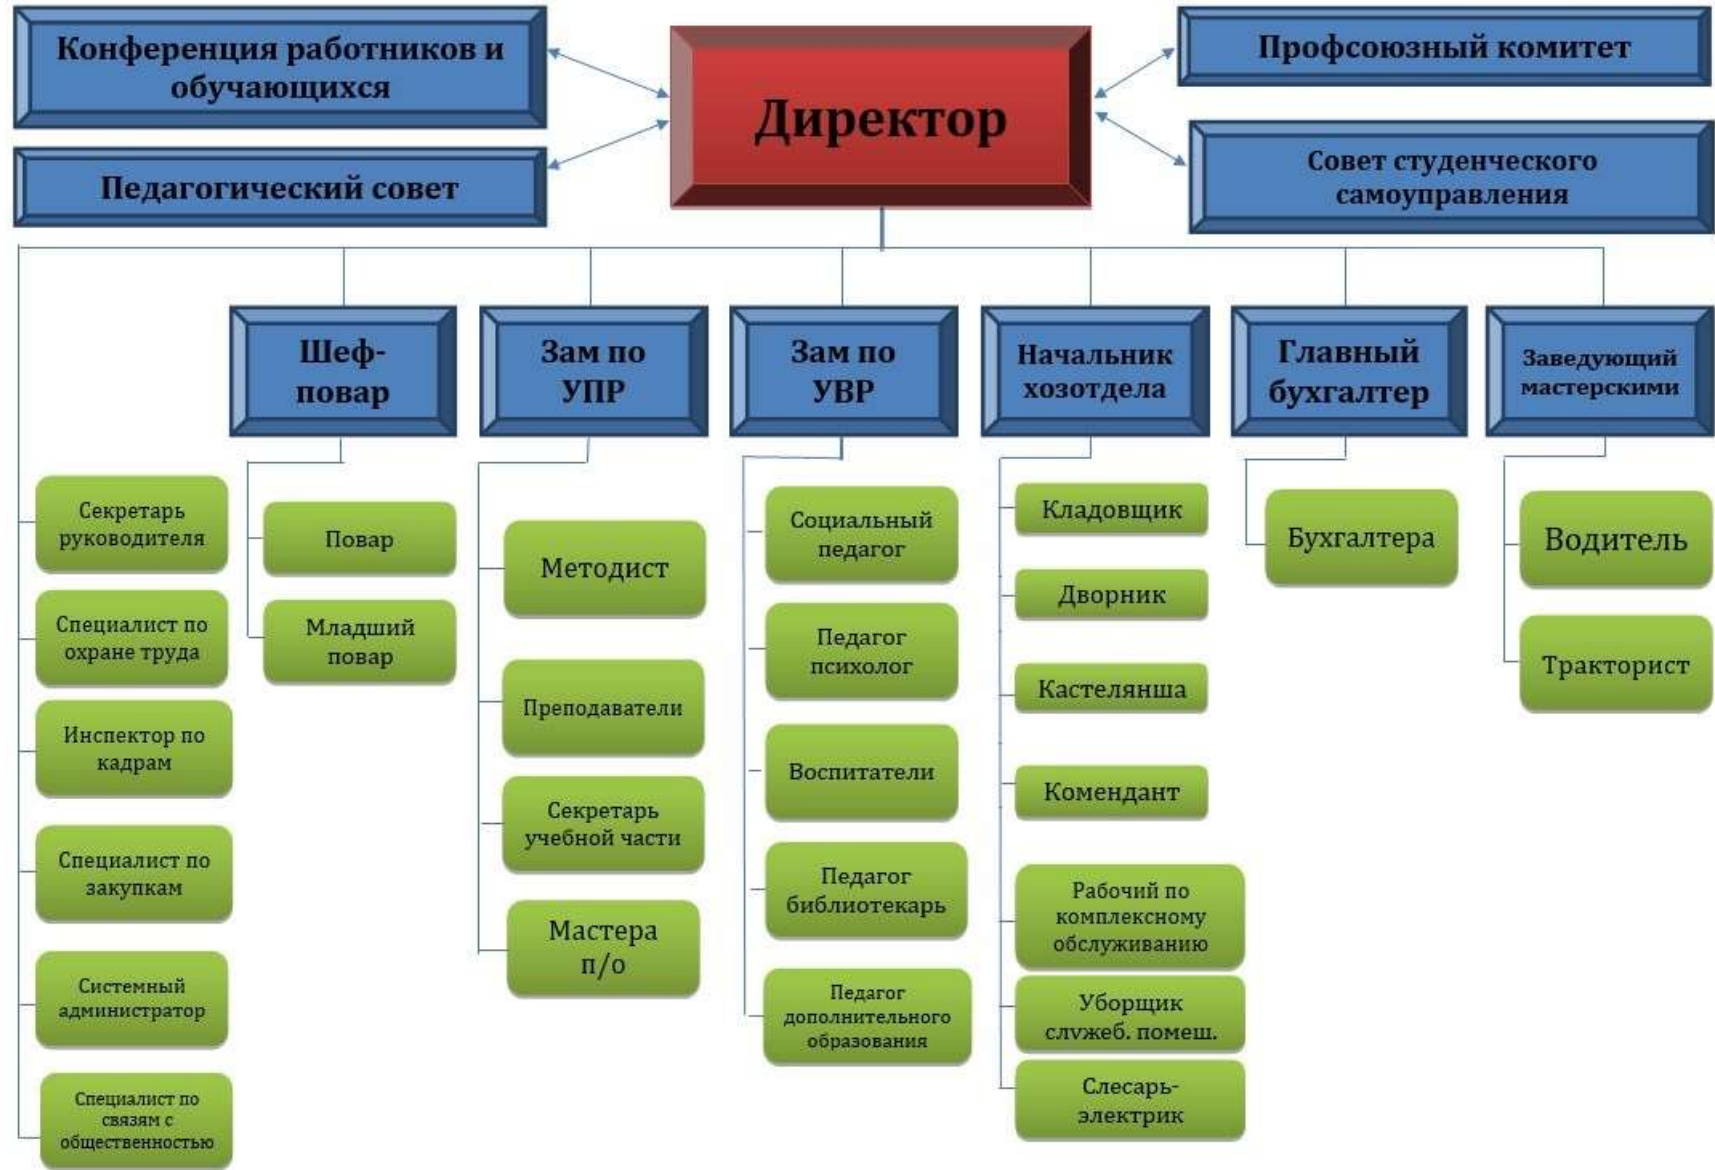 Конференция работников и
обучающихся
Педагогический совет
Директор
Профсоюзный комитет
Совет студенческого
самоуправления
Шеф-
повар
Зам по
УПР
Зам по
УВР
Начальник
хозотдела
Главный
бухгалтер
Заведующий
мастерскими
Секретарь
руководителя
Специалист по
охране труда
Инспектор по
кадрам
Специалист по
закупкам
Системный
администратор
Специалист по
связям с
общественностью
Повар
Младший
повар
Методист
Преподаватели
Секретарь
учебной части
Мастера
п/о
Социальный
педагог
Педагог
психолог
Воспитатели
Педагог
библиотекарь
Педагог
дополнительного
образования
Кладовщик
Дворник
Кастелянша
Комендант
Рабочий по
комплексному
обслуживанию
Уборщик
служеб. помеш.
Слесарь-
электрик
Бухгалтера
Водитель
Тракторист